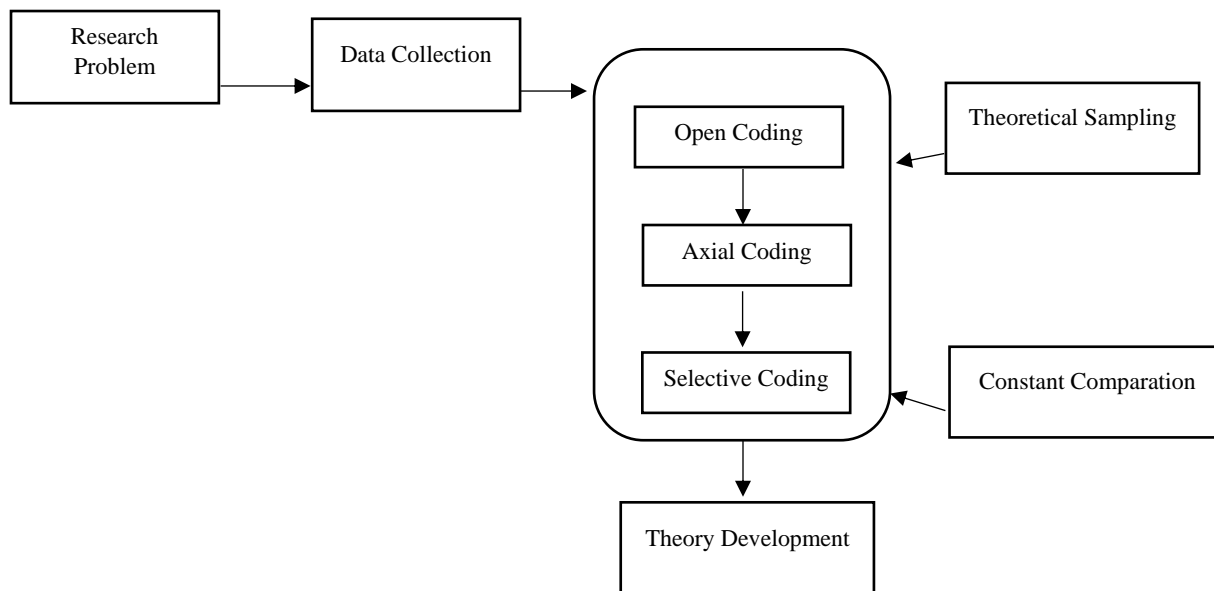 Research
Problem
Data Collection
Open Coding
Theoretical Sampling
Axial Coding
Selective Coding
Constant Comparation
Theory Development